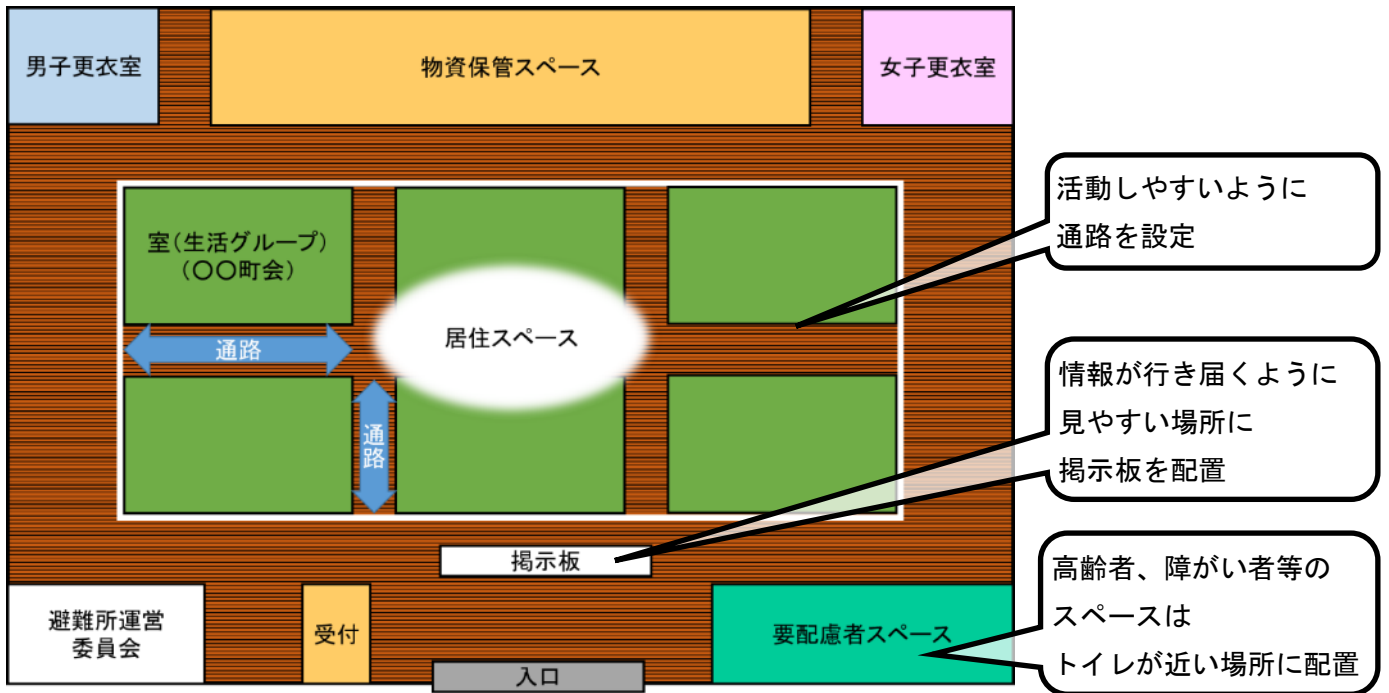 男子更衣室
物資保管スペース
女子更衣室
活動しやすいように
通路を設定
室(生活グループ)
(〇〇町会)
居住スペース
通路
通路
情報が行き届くように
見やすい場所に
掲示板を配置
掲示板
高齢者、障がい者等の
スペースは
トイレが近い場所に配置
避難所運営
委員会
受付
要配慮者スペース
入口